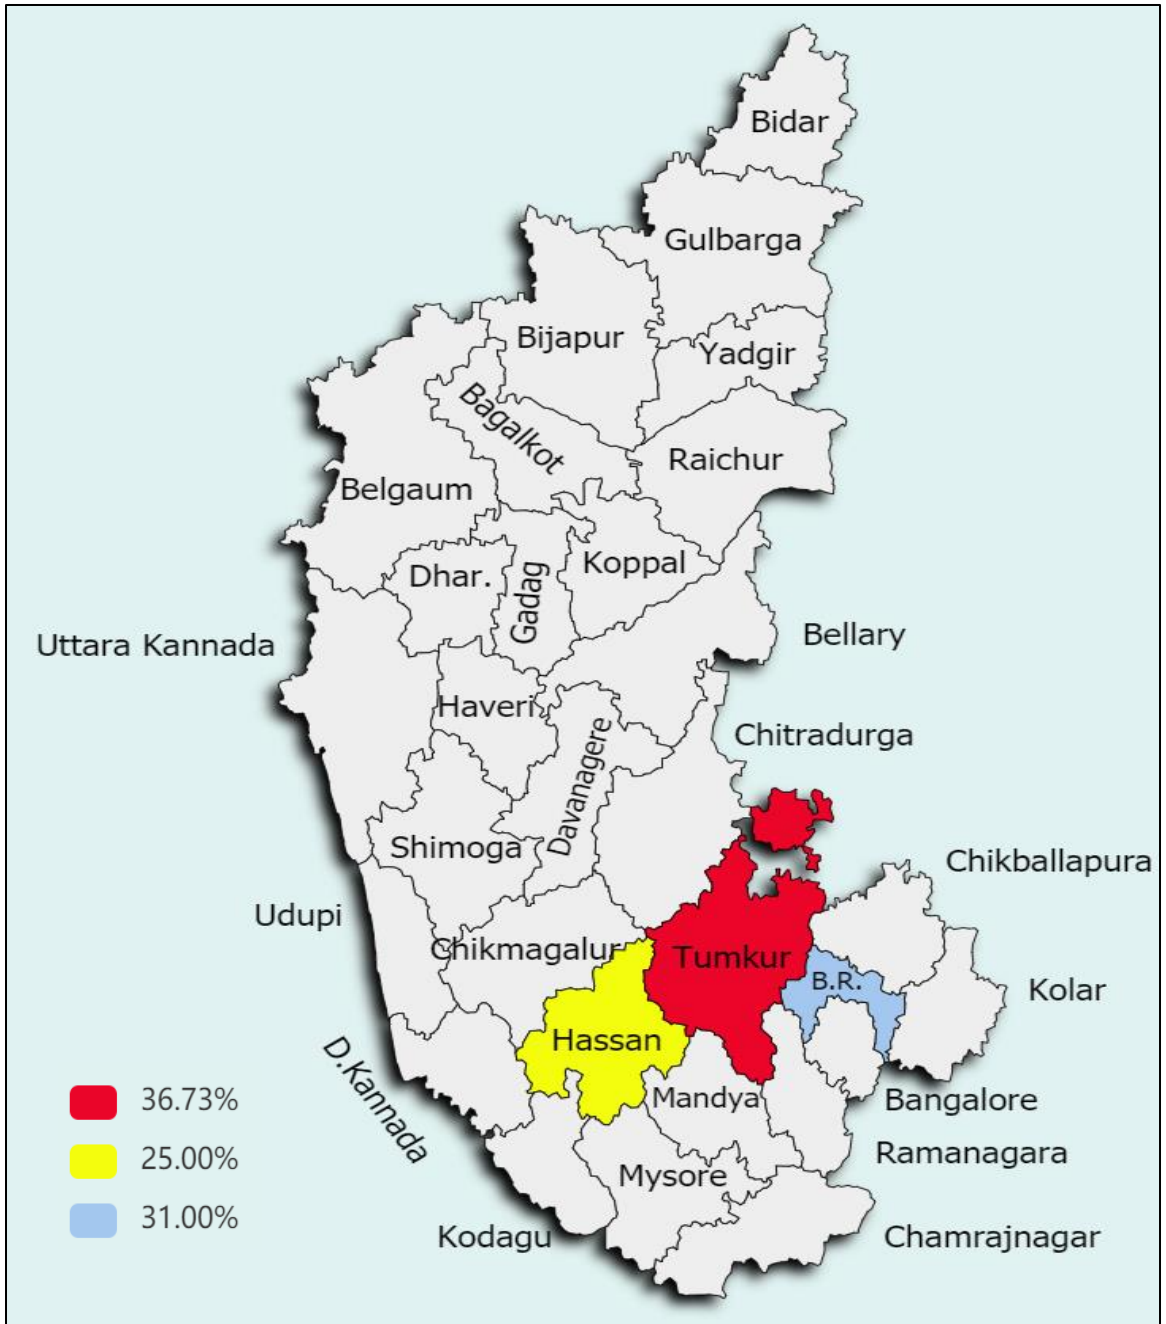 Bidar
Gulbarga
Bijapur
Yadgir
Bagalkot
Raichur
Belgaum
Koppal
Dhar.
Gadag
Bellary
Uttara Kannada
Haveri
Chitradurga
Davanagere
Shimoga
Chikballapura
Udupi
Chikmagalur
Tumkur
B.R.
Kolar
Hassan
D.Kannada
Mandya
Bangalore
Ramanagara
Mysore
Kodagu
Chamrajnagar
36.73%
25.00%
31.00%